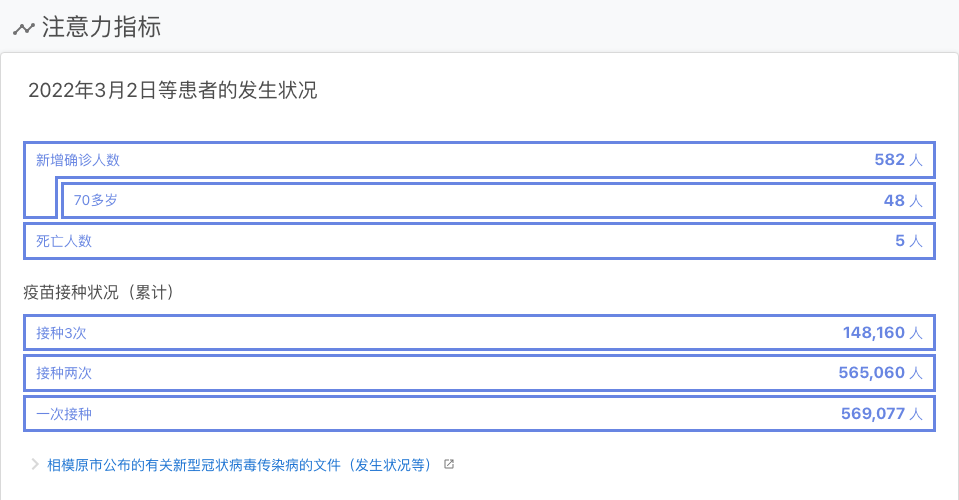 注意力指标
2022年3月2日等患者的发生状况
新增确诊人数 582 人
70多岁 48 人
死亡人数 5 人
疫苗接种状况（累计）
接种3次 148,160 人
接种两次 565,060 人
一次接种 569,077 人
相模原市公布的有关新型冠状病毒传染病的文件（发生状况等）